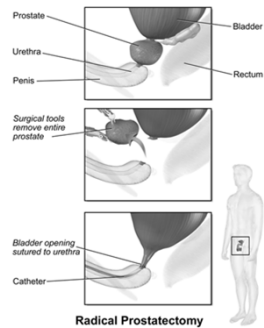 Prostate
Bladder
Urethra
Penis
Rectum
Surgical tools
remove entire
prostate
Bladder opening
sutured to urethra
Catheter
Radical Prostatectomy